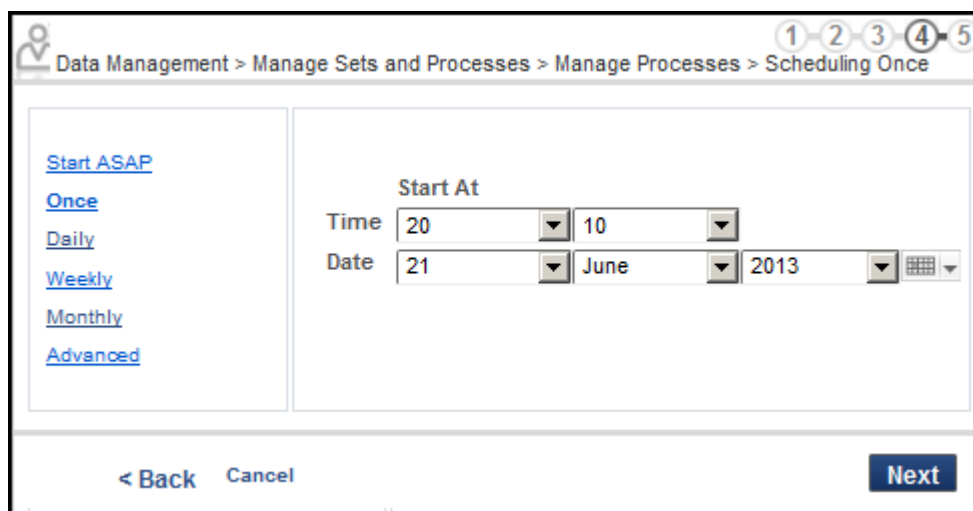 1 2 3 4 5
Data Management > Manage Sets and Processes > Manage Processes > Scheduling Once
Start ASAP
Once
Daily
Weekly
Monthly
Advanced
Start At
Time 20 10
Date 21 June 2013
< Back Cancel Next